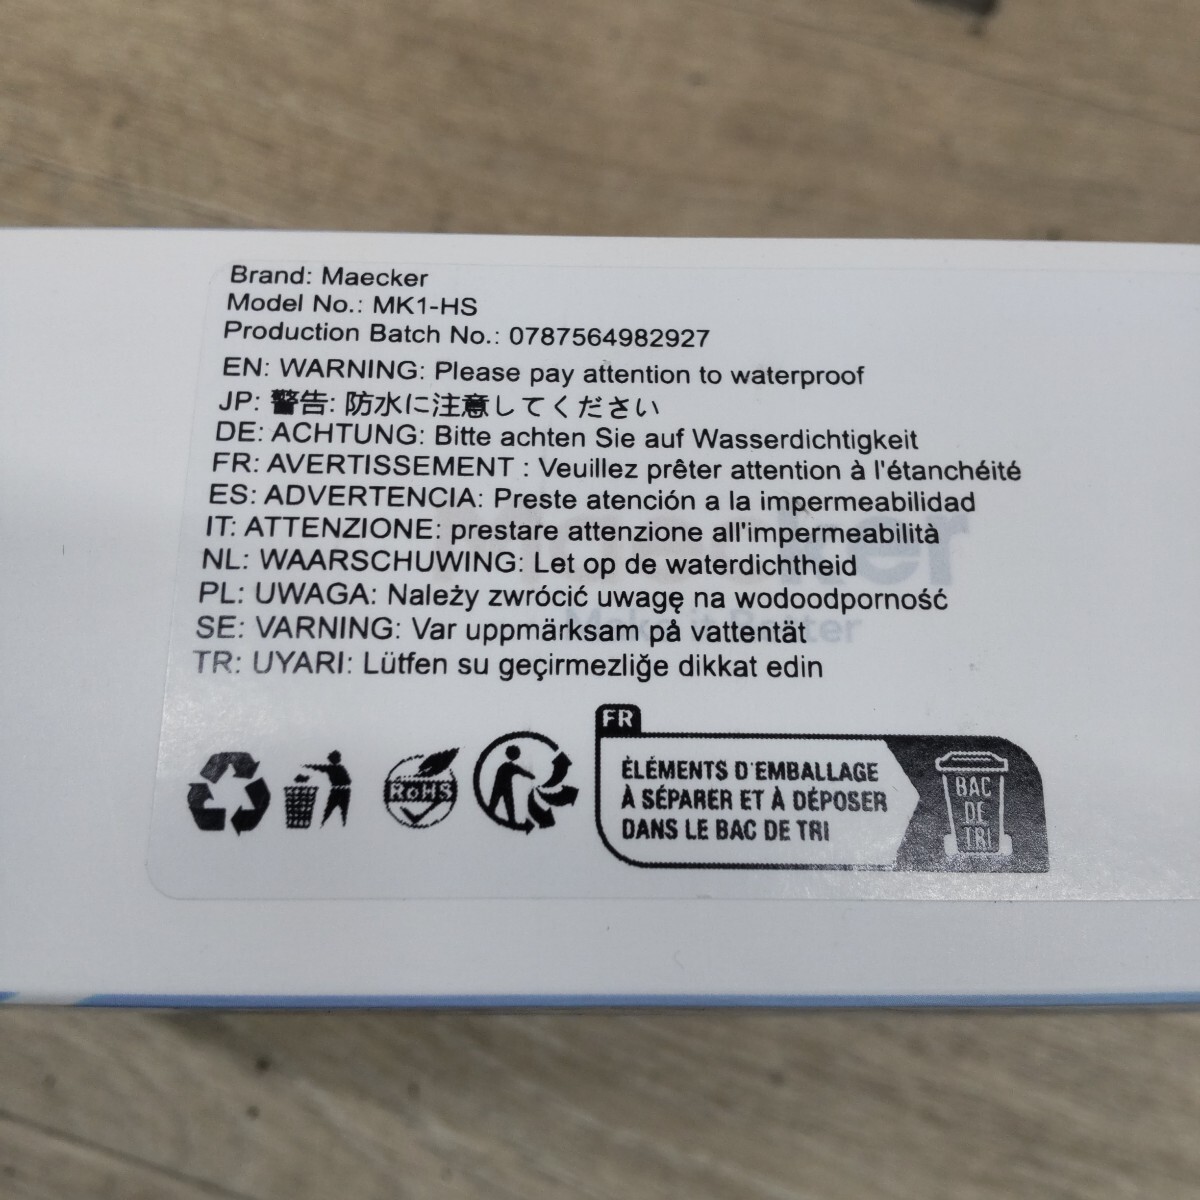 Brand: Maecker
Model No.: MK1-HS
Production Batch No.: 0787564982927
EN: WARNING: Please pay attention to waterproof
JP: 警告: 防水に注意してください
DE: ACHTUNG: Bitte achten Sie auf Wasserdichtigkeit
FR: AVERTISSEMENT : Veuillez prêter attention à l'étanchéité
ES: ADVERTENCIA: Preste atención a la impermeabilidad
IT: ATTENZIONE: prestare attenzione all'impermeabilità
NL: WAARSCHUWING: Let op de waterdichtheid
PL: UWAGA: Należy zwrócić uwagę na wodoodporność
SE: VARNING: Var uppmärksam på vattentät
TR: UYARI: Lütfen su geçirmezliğe dikkat edin
RoHS
FR
ÉLÉMENTS D'EMBALLAGE
À SÉPARER ET À DÉPOSER
DANS LE BAC DE TRI
BAC
DE
TRI